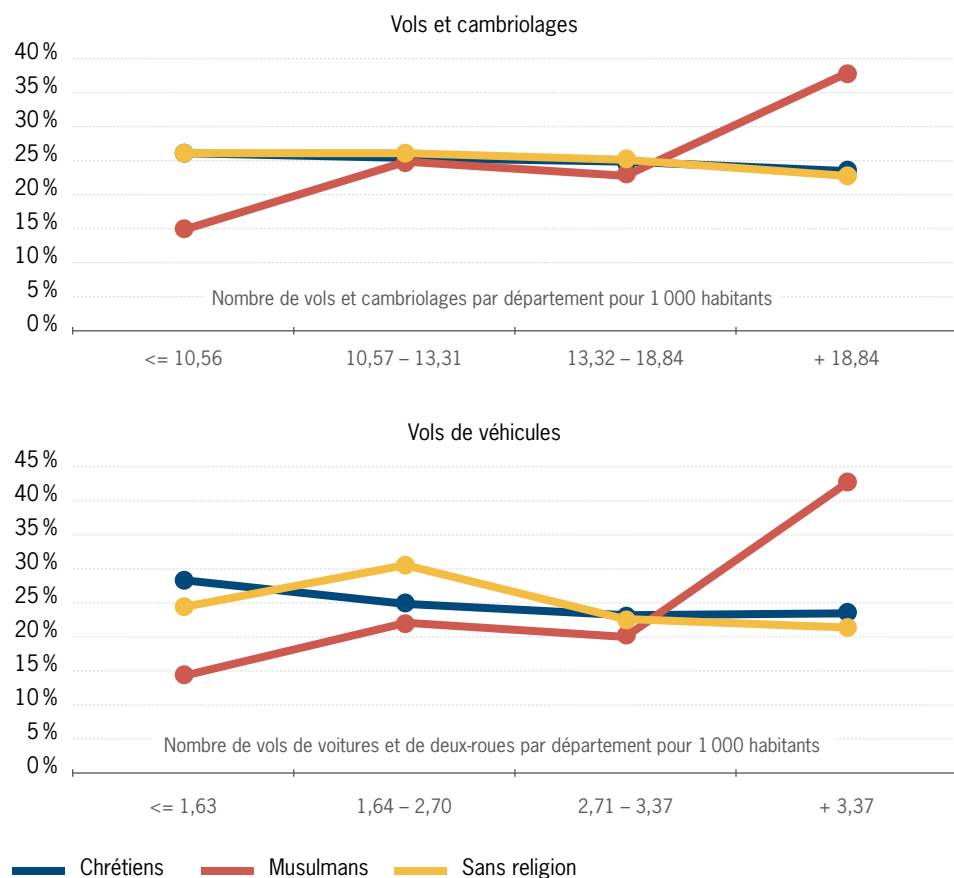 Vols et cambriolages
40 %
35 %
30 %
25 %
20 %
15 %
10 %
5 %
Nombre de vols et cambriolages par département pour 1 000 habitants
0 %
<= 10,56 10,57 – 13,31 13,32 – 18,84 + 18,84
Vols de véhicules
45 %
40 %
35 %
30 %
25 %
20 %
15 %
10 %
5 %
Nombre de vols de voitures et de deux-roues par département pour 1 000 habitants
0 %
<= 1,63 1,64 – 2,70 2,71 – 3,37 + 3,37
Chrétiens Musulmans Sans religion